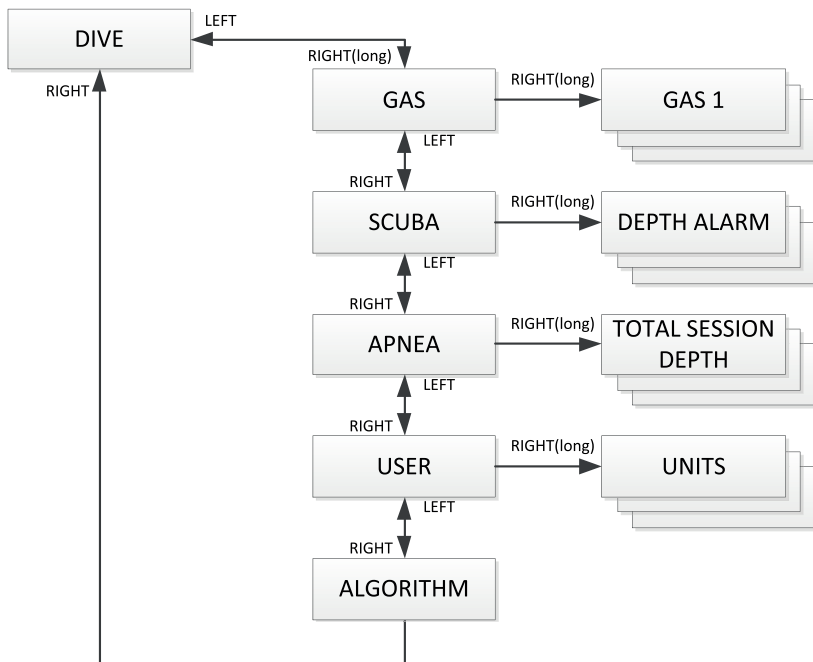 DIVE
LEFT
RIGHT(long)
RIGHT
GAS
RIGHT(long)
GAS 1
LEFT
RIGHT
SCUBA
RIGHT(long)
DEPTH ALARM
LEFT
RIGHT
APNEA
RIGHT(long)
TOTAL SESSION
DEPTH
LEFT
RIGHT
USER
RIGHT(long)
UNITS
LEFT
RIGHT
ALGORITHM